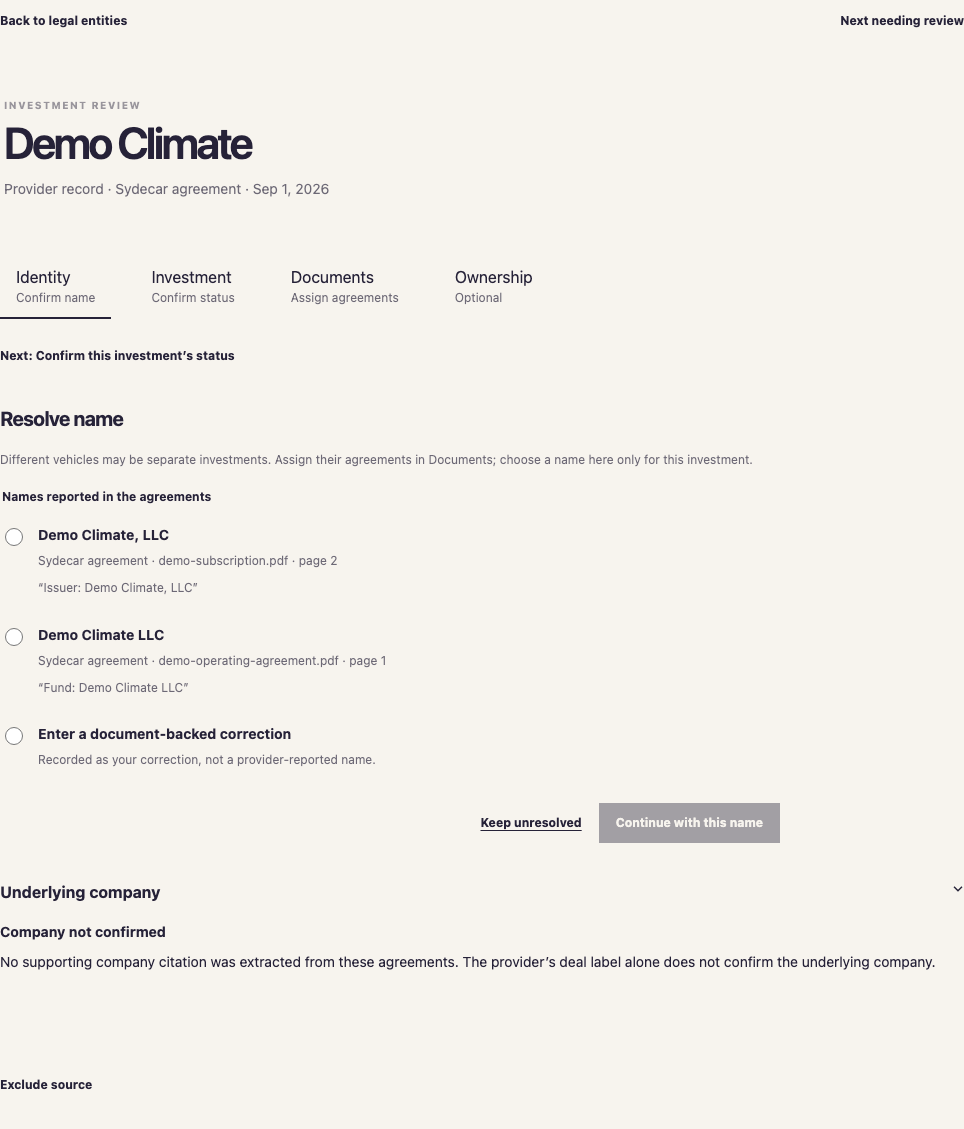 Back to legal entities
Next needing review
INVESTMENT REVIEW
Demo Climate
Provider record · Sydecar agreement · Sep 1, 2026
Identity
Confirm name
Investment
Confirm status
Documents
Assign agreements
Ownership
Optional
Next: Confirm this investment’s status
Resolve name
Different vehicles may be separate investments. Assign their agreements in Documents; choose a name here only for this investment.
Names reported in the agreements
Demo Climate, LLC
Sydecar agreement · demo-subscription.pdf · page 2
“Issuer: Demo Climate, LLC”
Demo Climate LLC
Sydecar agreement · demo-operating-agreement.pdf · page 1
“Fund: Demo Climate LLC”
Enter a document-backed correction
Recorded as your correction, not a provider-reported name.
Keep unresolved
Continue with this name
Underlying company
Company not confirmed
No supporting company citation was extracted from these agreements. The provider’s deal label alone does not confirm the underlying company.
Exclude source